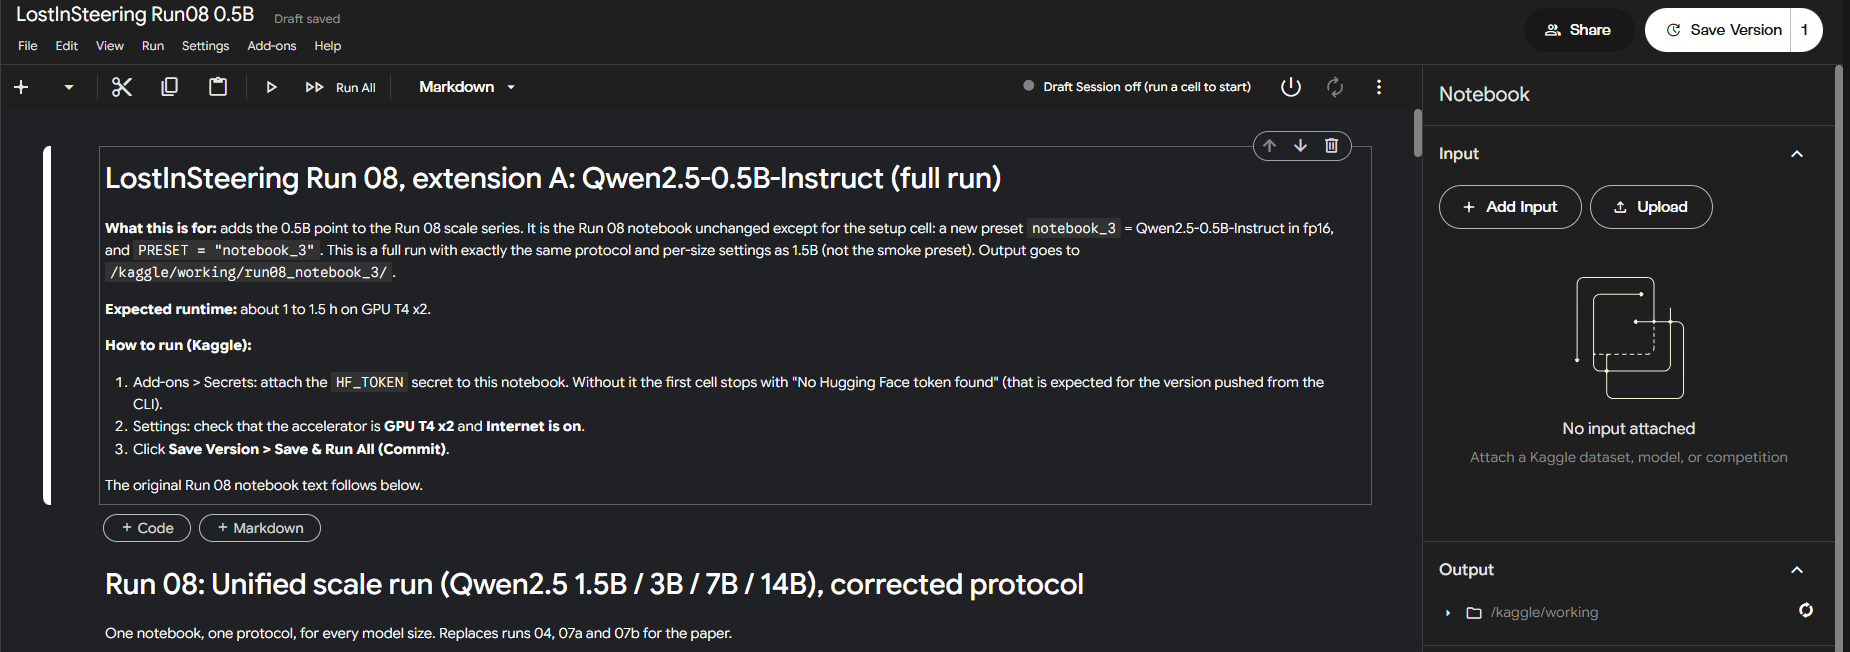 LostInSteering Run08 0.5B Draft saved
File Edit View Run Settings Add-ons Help
Share
Save Version 1
Run All Markdown
Draft Session off (run a cell to start)
LostInSteering Run 08, extension A: Qwen2.5-0.5B-Instruct (full run)
What this is for: adds the 0.5B point to the Run 08 scale series. It is the Run 08 notebook unchanged except for the setup cell: a new preset notebook_3 = Qwen2.5-0.5B-Instruct in fp16,
and PRESET = "notebook_3" . This is a full run with exactly the same protocol and per-size settings as 1.5B (not the smoke preset). Output goes to
/kaggle/working/run08_notebook_3/ .
Expected runtime: about 1 to 1.5 h on GPU T4 x2.
How to run (Kaggle):
1. Add-ons > Secrets: attach the HF_TOKEN secret to this notebook. Without it the first cell stops with "No Hugging Face token found" (that is expected for the version pushed from the
CLI).
2. Settings: check that the accelerator is GPU T4 x2 and Internet is on.
3. Click Save Version > Save & Run All (Commit).
The original Run 08 notebook text follows below.
+ Code + Markdown
Run 08: Unified scale run (Qwen2.5 1.5B / 3B / 7B / 14B), corrected protocol
One notebook, one protocol, for every model size. Replaces runs 04, 07a and 07b for the paper.
Notebook
Input
+ Add Input
Upload
No input attached
Attach a Kaggle dataset, model, or competition
Output
/kaggle/working